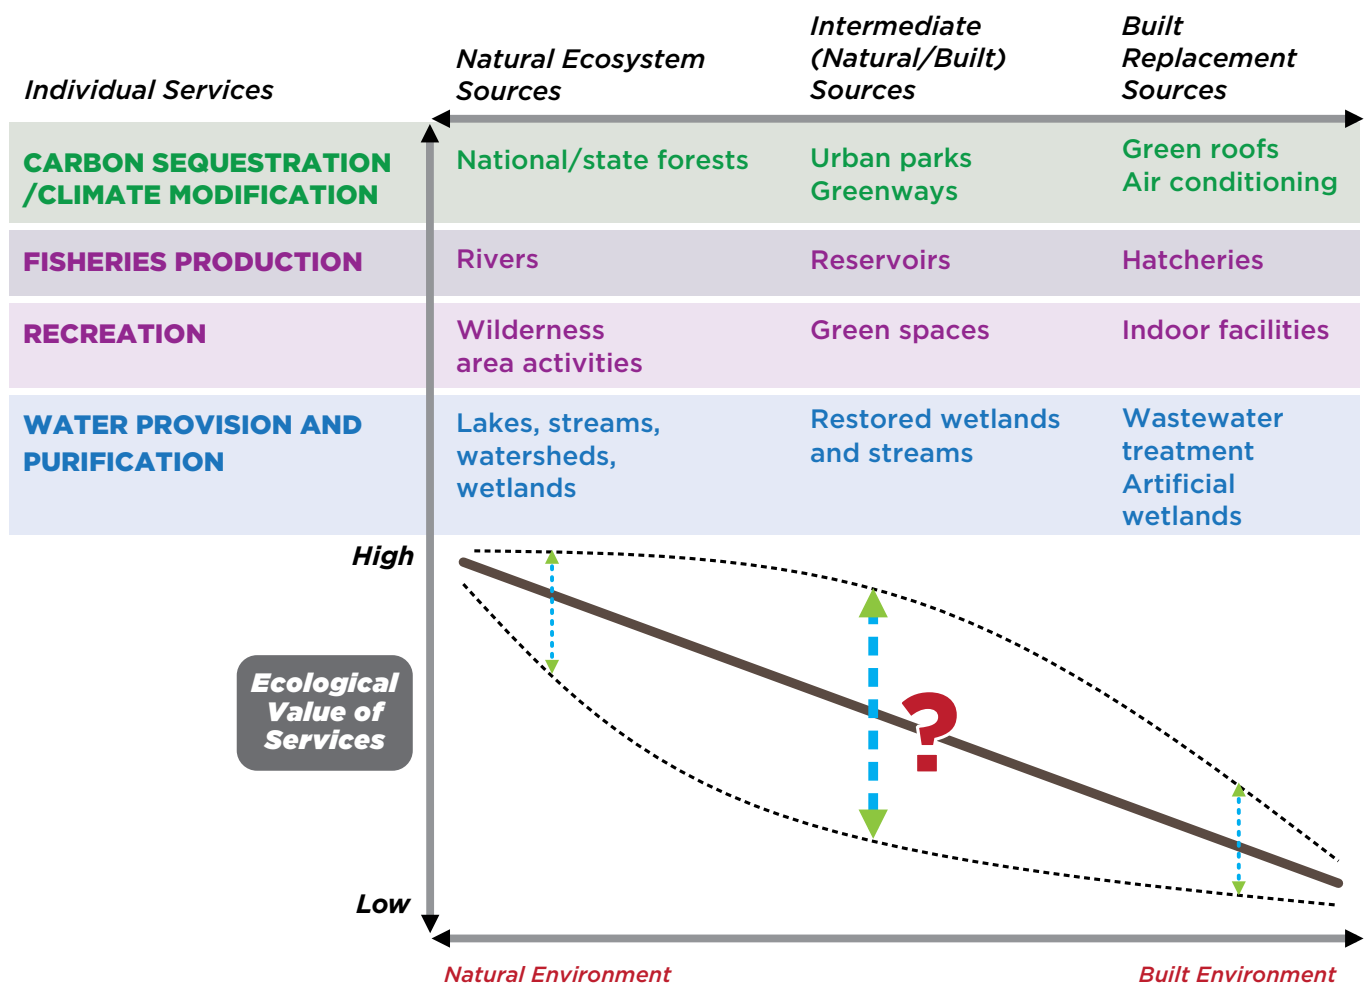 Individual Services
Natural Ecosystem
Sources
Intermediate
(Natural/Built)
Sources
Built
Replacement
Sources
CARBON SEQUESTRATION
/CLIMATE MODIFICATION
National/state forests
Urban parks
Greenways
Green roofs
Air conditioning
FISHERIES PRODUCTION
Rivers
Reservoirs
Hatcheries
RECREATION
Wilderness
area activities
Green spaces
Indoor facilities
WATER PROVISION AND
PURIFICATION
Lakes, streams,
watersheds,
wetlands
Restored wetlands
and streams
Wastewater
treatment
Artificial
wetlands
High
Ecological
Value of
Services
?
Low
Natural Environment
Built Environment